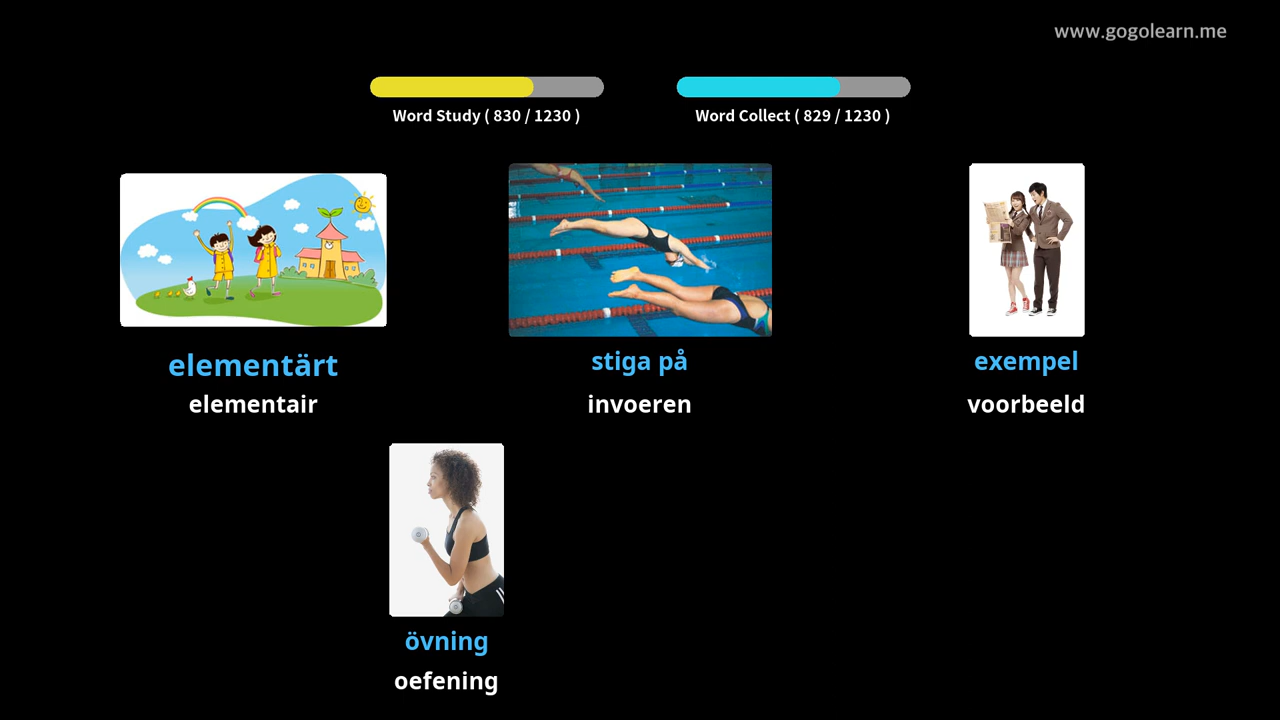 www.gogolearn.me
Word Study ( 830 / 1230 )
Word Collect ( 829 / 1230 )
elementärt
elementair
stiga på
invoeren
exempel
voorbeeld
övning
oefening